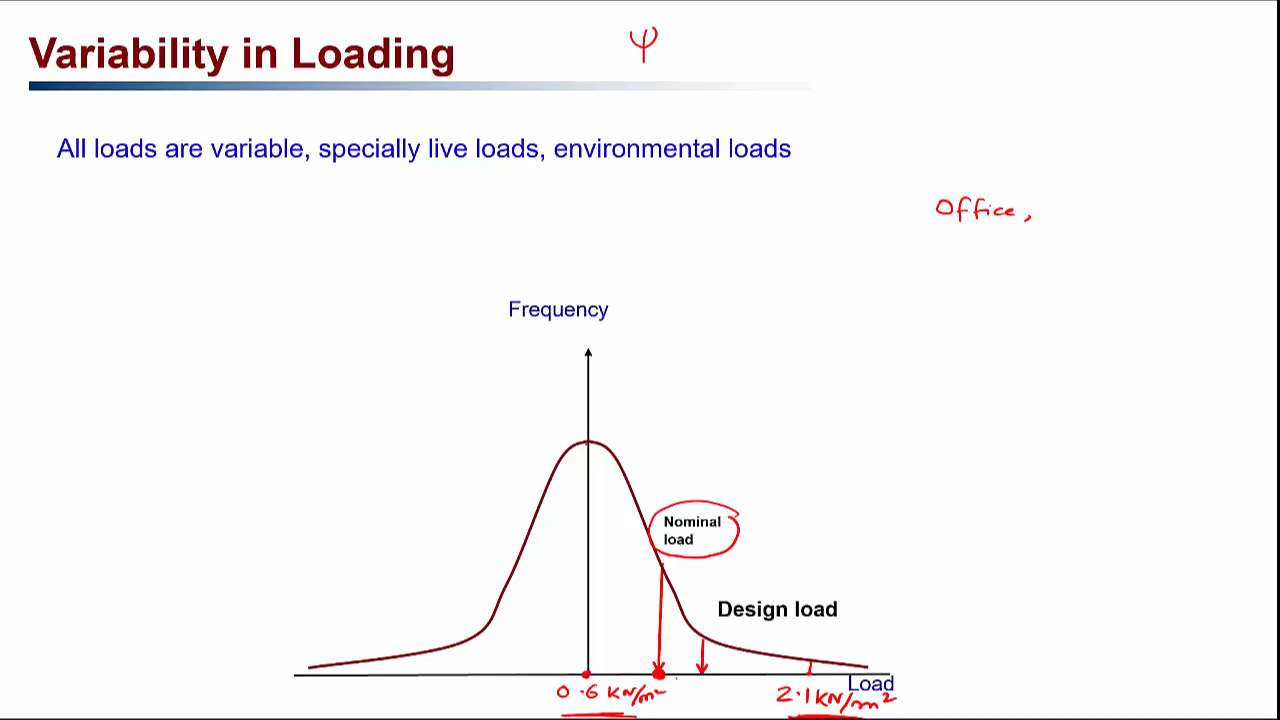 Variability in Loading
ψ
All loads are variable, specially live loads, environmental loads
Office,
Frequency
Nominal
load
Design load
Load
0.6 KN/m²
2.1 KN/m²